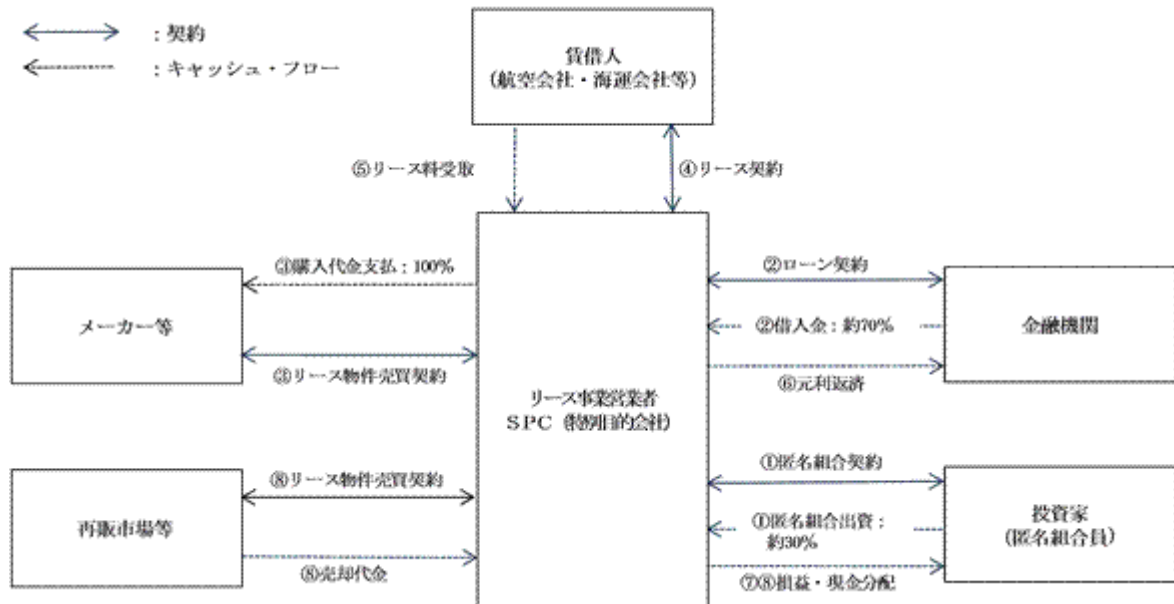 ：契約
：キャッシュ・フロー
賃借人
（航空会社・海運会社等）
⑤リース料受取
④リース契約
③購入代金支払：100%
②ローン契約
メーカー等
②借入金：約70%
金融機関
③リース物件売買契約
⑥元利返済
リース事業営業者
SPC（特別目的会社）
①匿名組合契約
⑧リース物件売買契約
再販市場等
①匿名組合出資：
約30%
投資家
（匿名組合員）
⑧売却代金
⑦⑧損益・現金分配